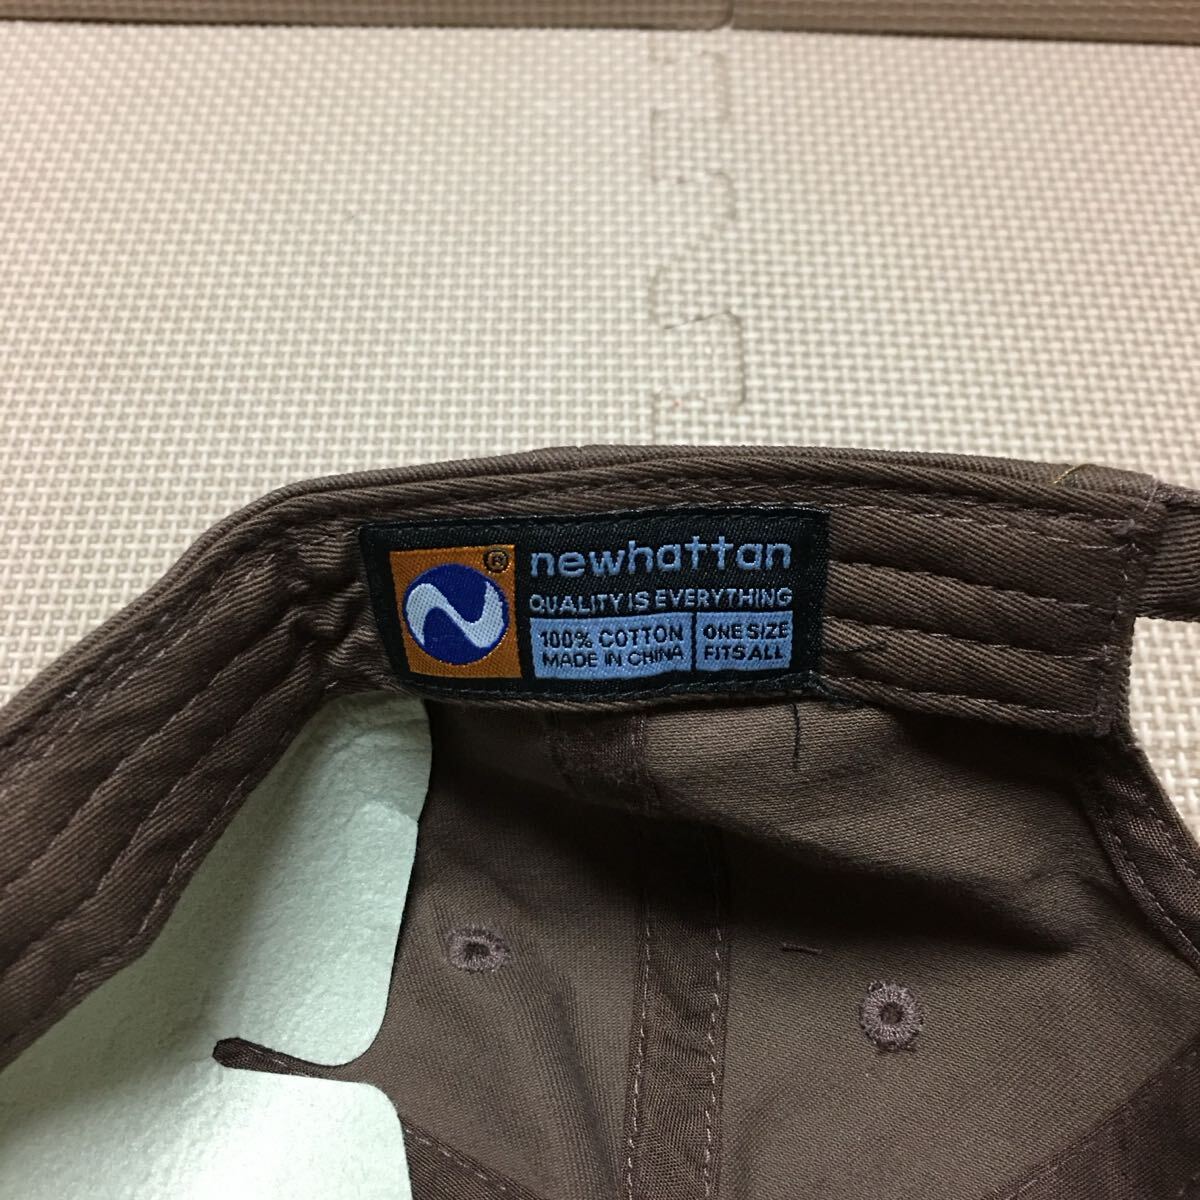 ®
newhattan
QUALITY IS EVERYTHING
100% COTTON
MADE IN CHINA
ONE SIZE
FITS ALL